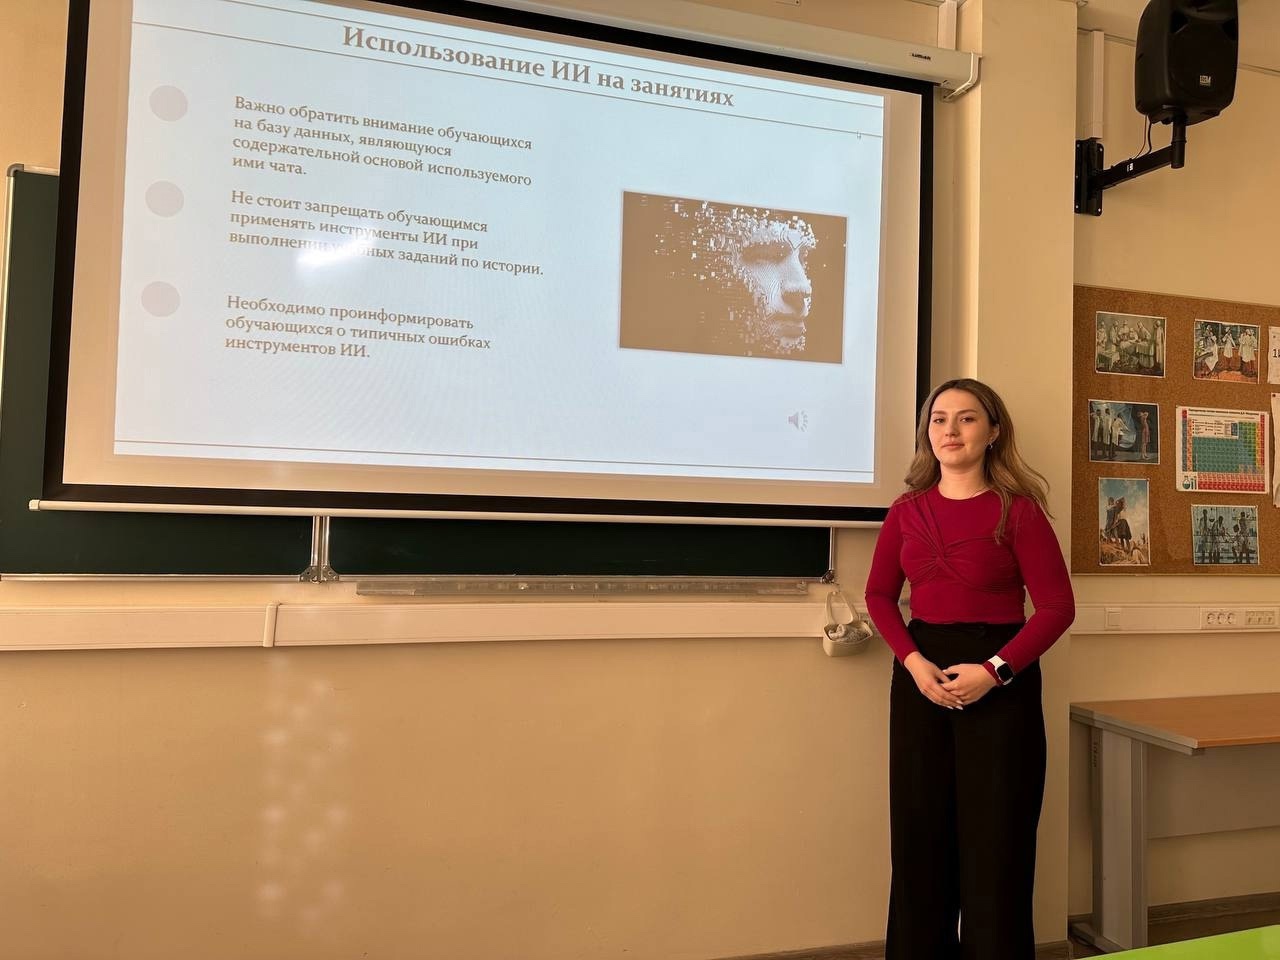 Использование ИИ на занятиях
Важно обратить внимание обучающихся
на базу данных, являющуюся
содержательной основой используемого
ими чата.
Не стоит запрещать обучающимся
применять инструменты ИИ при
выполнении учебных заданий по истории.
Необходимо проинформировать
обучающихся о типичных ошибках
инструментов ИИ.